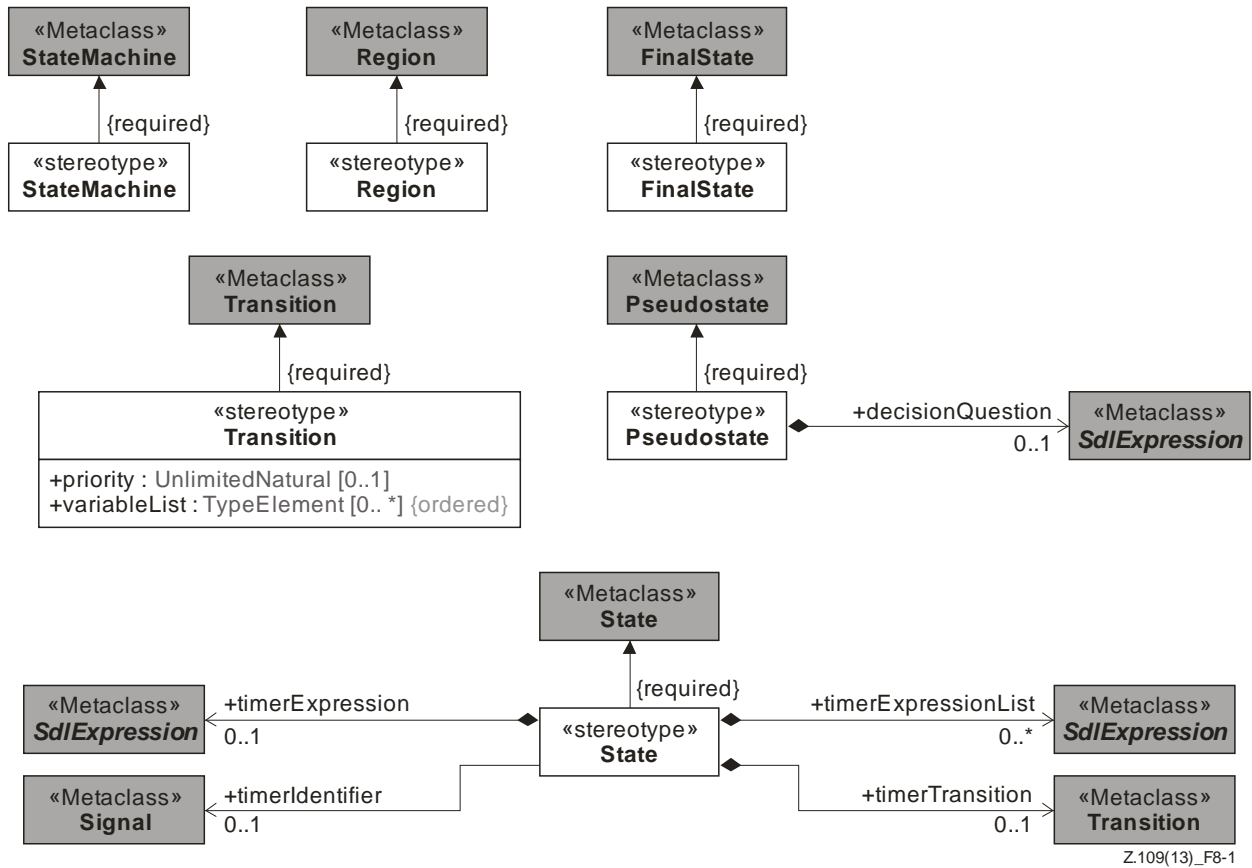 «Metaclass»
StateMachine
«Metaclass»
Region
«Metaclass»
FinalState
{required}
{required}
{required}
«stereotype»
StateMachine
«stereotype»
Region
«stereotype»
FinalState
«Metaclass»
Transition
«Metaclass»
Pseudostate
{required}
{required}
«stereotype»
Transition
+priority : UnlimitedNatural [0..1]
+variableList : TypeElement [0.. *] {ordered}
«stereotype»
Pseudostate
+decisionQuestion
0..1
«Metaclass»
SdlExpression
«Metaclass»
State
{required}
«Metaclass»
SdlExpression
+timerExpression
0..1
«stereotype»
State
+timerExpressionList
0..*
«Metaclass»
SdlExpression
«Metaclass»
Signal
+timerIdentifier
0..1
+timerTransition
0..1
«Metaclass»
Transition
Z.109(13)_F8-1